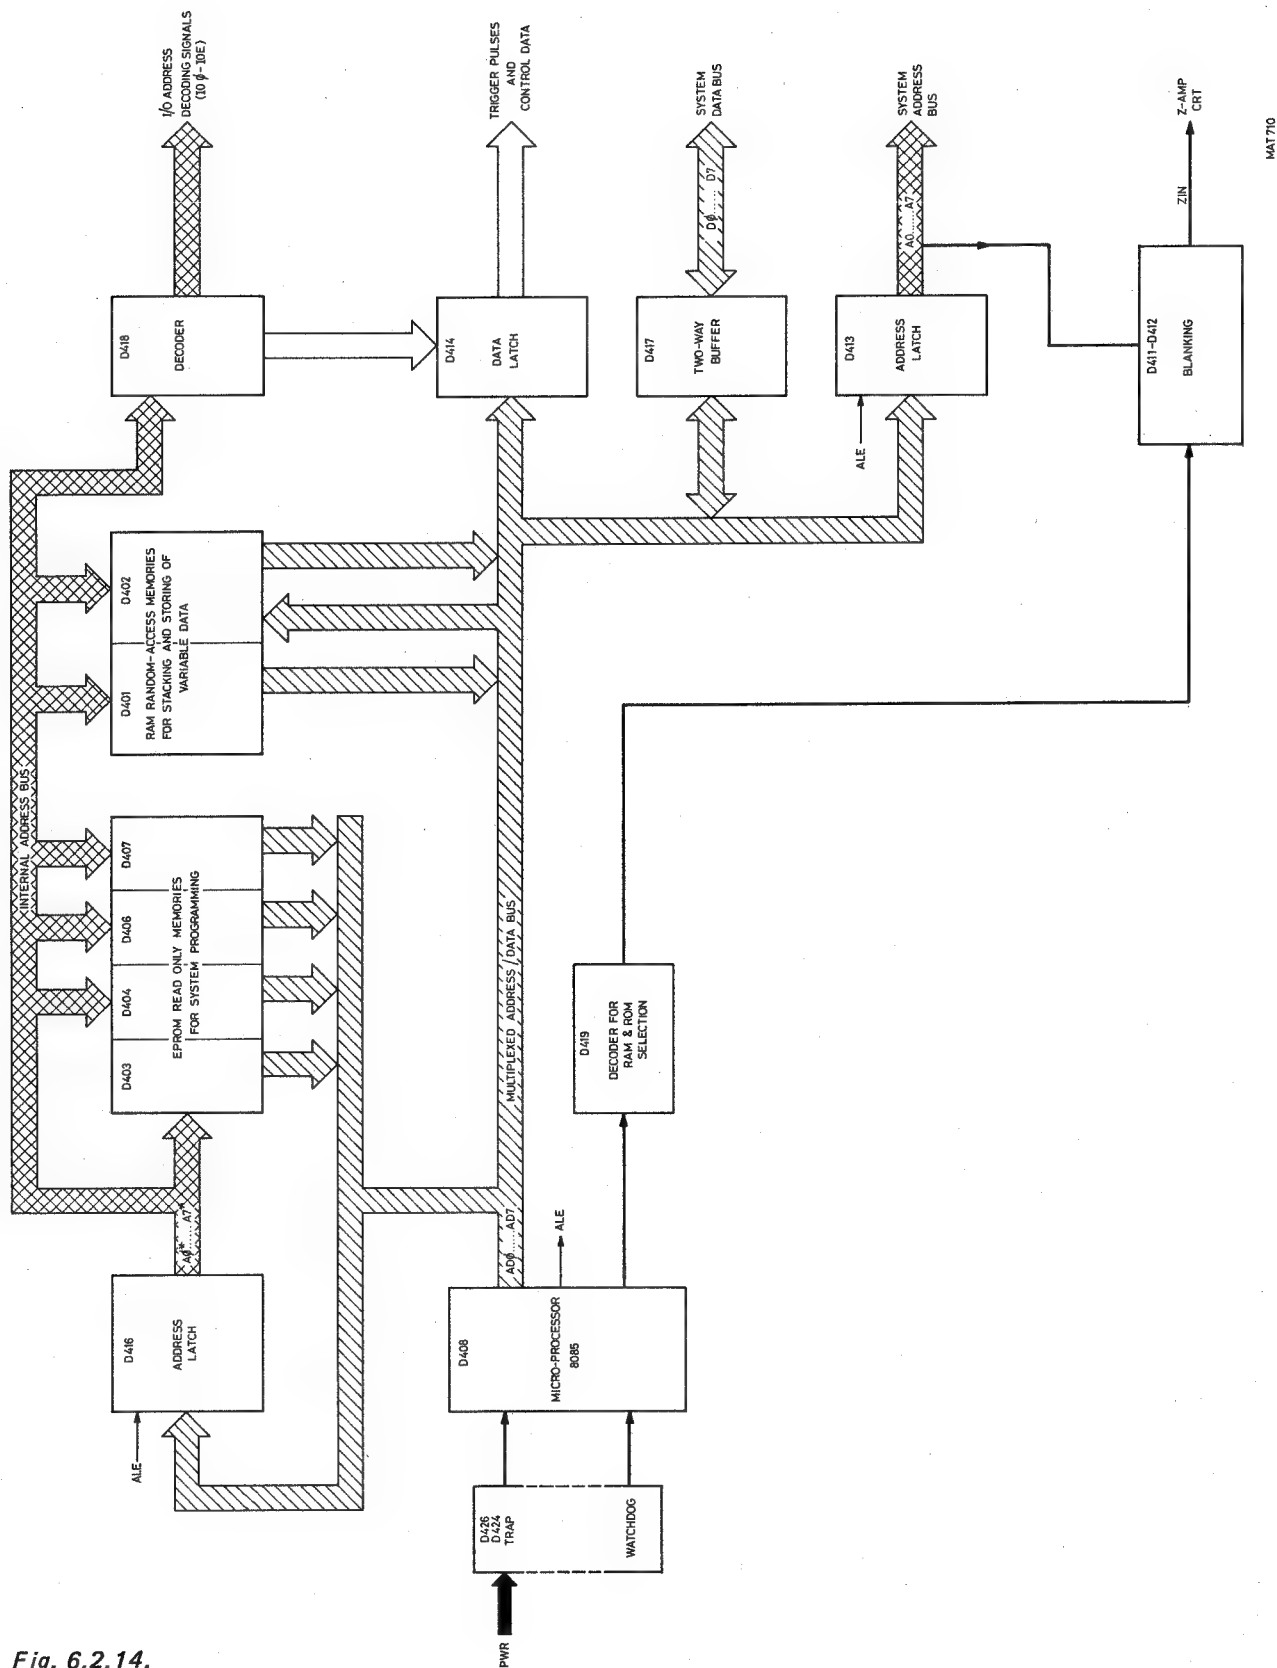 PWR
D426
D424
TRAP
WATCHDOG
ALE
D416
ADDRESS
LATCH
A0*......A7*
INTERNAL ADDRESS BUS
D408
MICRO-PROCESSOR
8085
ALE
AD0......AD7
MULTIPLEXED ADDRESS / DATA BUS
D403
D404
D406
D407
EPROM READ ONLY MEMORIES
FOR SYSTEM PROGRAMMING
D419
DECODER FOR
RAM & ROM
SELECTION
D401
D402
RAM RANDOM-ACCESS MEMORIES
FOR STACKING AND STORING OF
VARIABLE DATA
D418
DECODER
I/O ADDRESS
DECODING SIGNALS
(IO ϕ-IOE)
D414
DATA
LATCH
TRIGGER PULSES
AND
CONTROL DATA
D417
TWO-WAY
BUFFER
Dϕ...... D7
SYSTEM
DATA BUS
ALE
D413
ADDRESS
LATCH
A0......A7
SYSTEM
ADDRESS
BUS
D411-D412
BLANKING
ZIN
Z-AMP
CRT
MAT 710
Fig. 6.2.14.